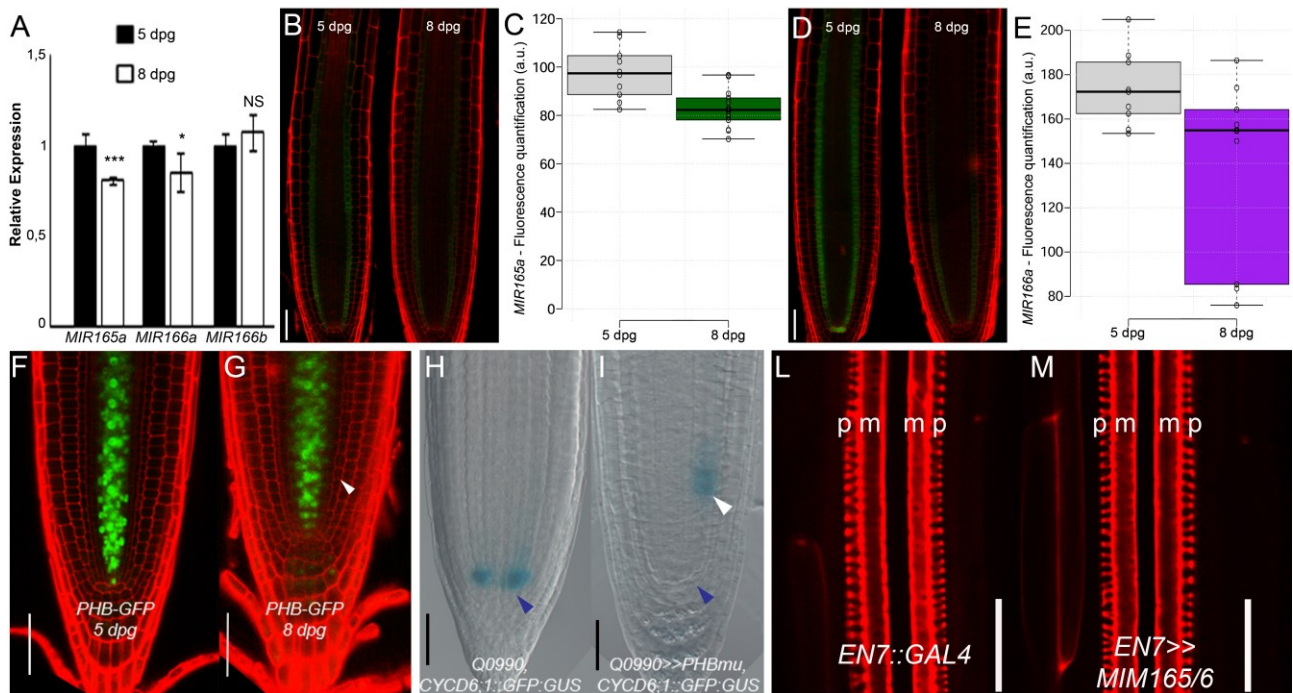 A
5 dpg
8 dpg
Relative Expression
1,5
1
0,5
0
***
*
NS
MIR165a
MIR166a
MIR166b
B
5 dpg
8 dpg
C
MIR165a - Fluorescence quantification (a.u.)
120
100
80
60
40
20
0
5 dpg
8 dpg
D
5 dpg
8 dpg
E
MIR166a - Fluorescence quantification (a.u.)
200
180
160
140
120
100
80
5 dpg
8 dpg
F
PHB-GFP
5 dpg
G
PHB-GFP
8 dpg
H
Q0990,
CYCD6;1::GFP:GUS
I
Q0990>>PHBmu,
CYCD6;1::GFP:GUS
L
p m
m p
EN7::GAL4
M
p m
m p
EN7>>
MIM165/6